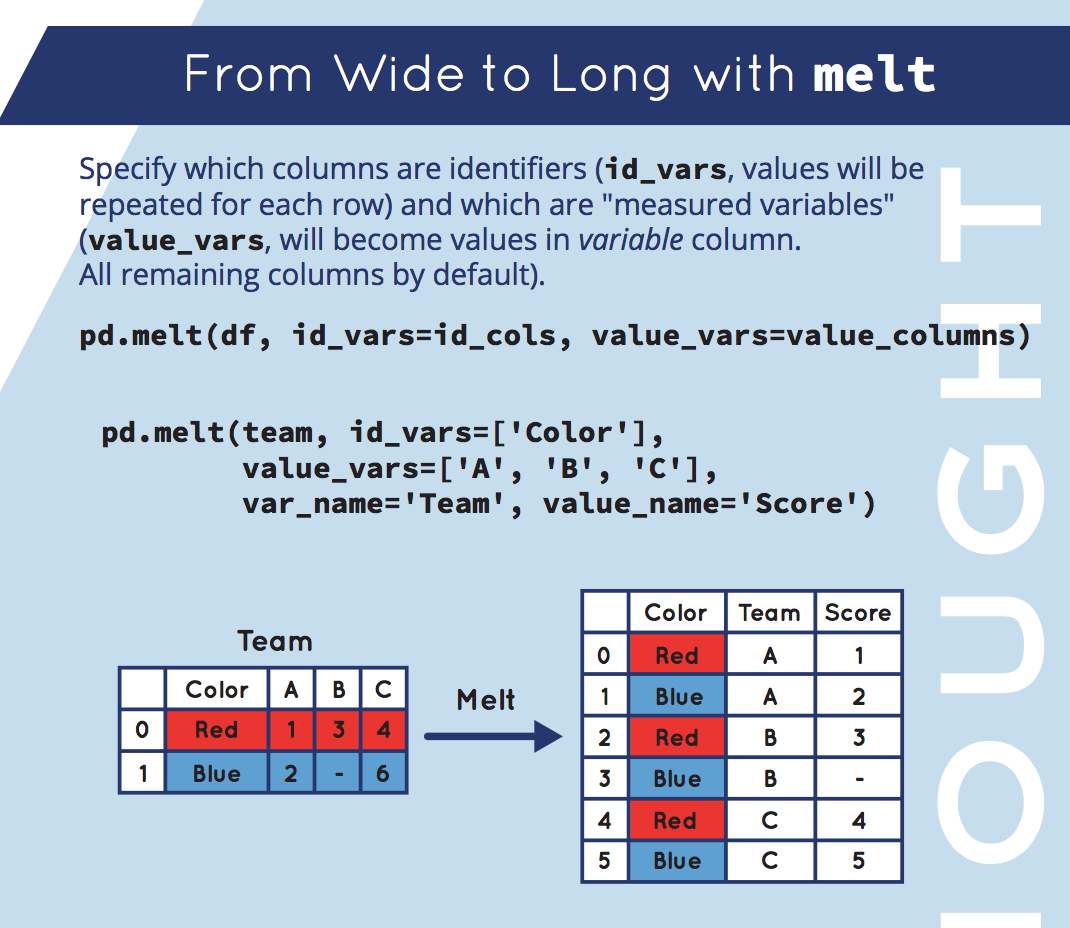 From Wide to Long with melt
Specify which columns are identifiers (id_vars, values will be
repeated for each row) and which are "measured variables"
(value_vars, will become values in variable column.
All remaining columns by default).
pd.melt(df, id_vars=id_cols, value_vars=value_columns)
pd.melt(team, id_vars=['Color'],
value_vars=['A', 'B', 'C'],
var_name='Team', value_name='Score')
Team
Color A B C
0 Red 1 3 4
1 Blue 2 - 6
Melt
Color Team Score
0 Red A 1
1 Blue A 2
2 Red B 3
3 Blue B -
4 Red C 4
5 Blue C 5
OUGHT